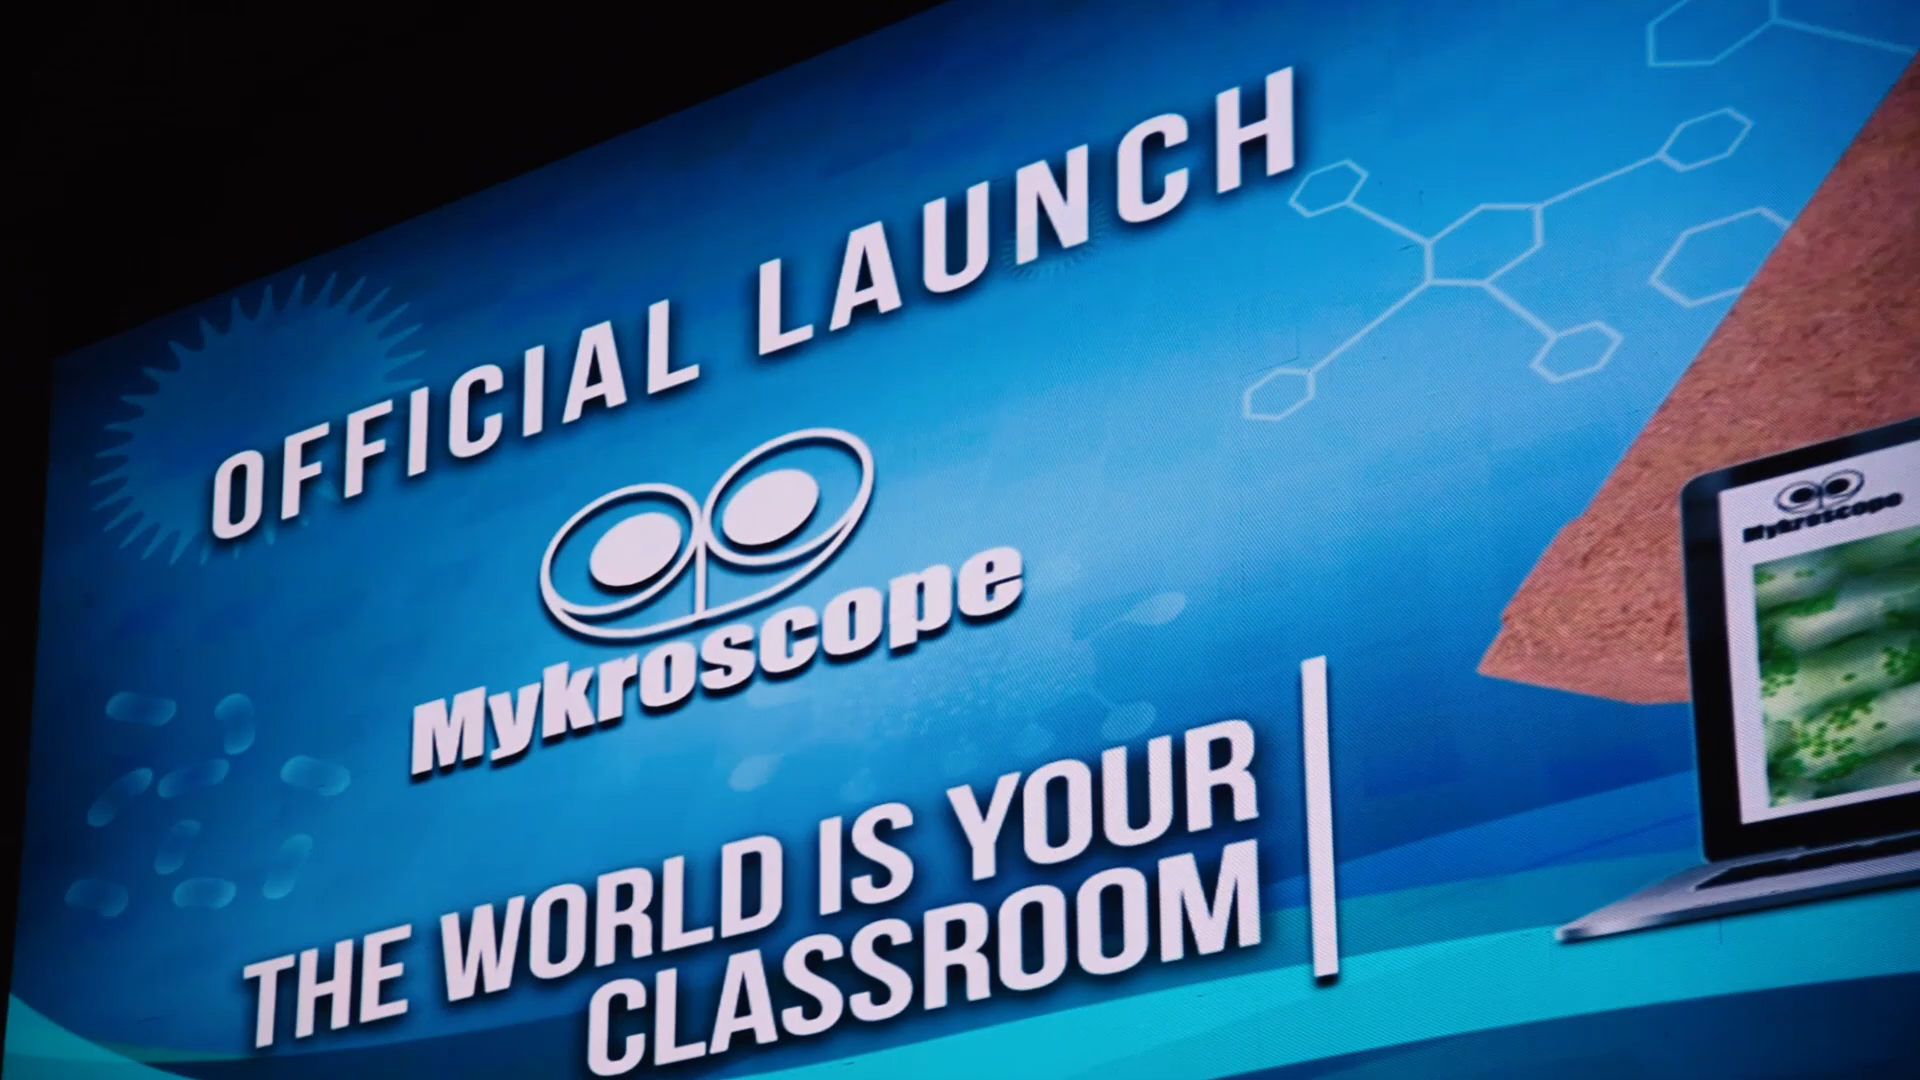 OFFICIAL LAUNCH
Mykroscope
THE WORLD IS YOUR
CLASSROOM
Mykroscope